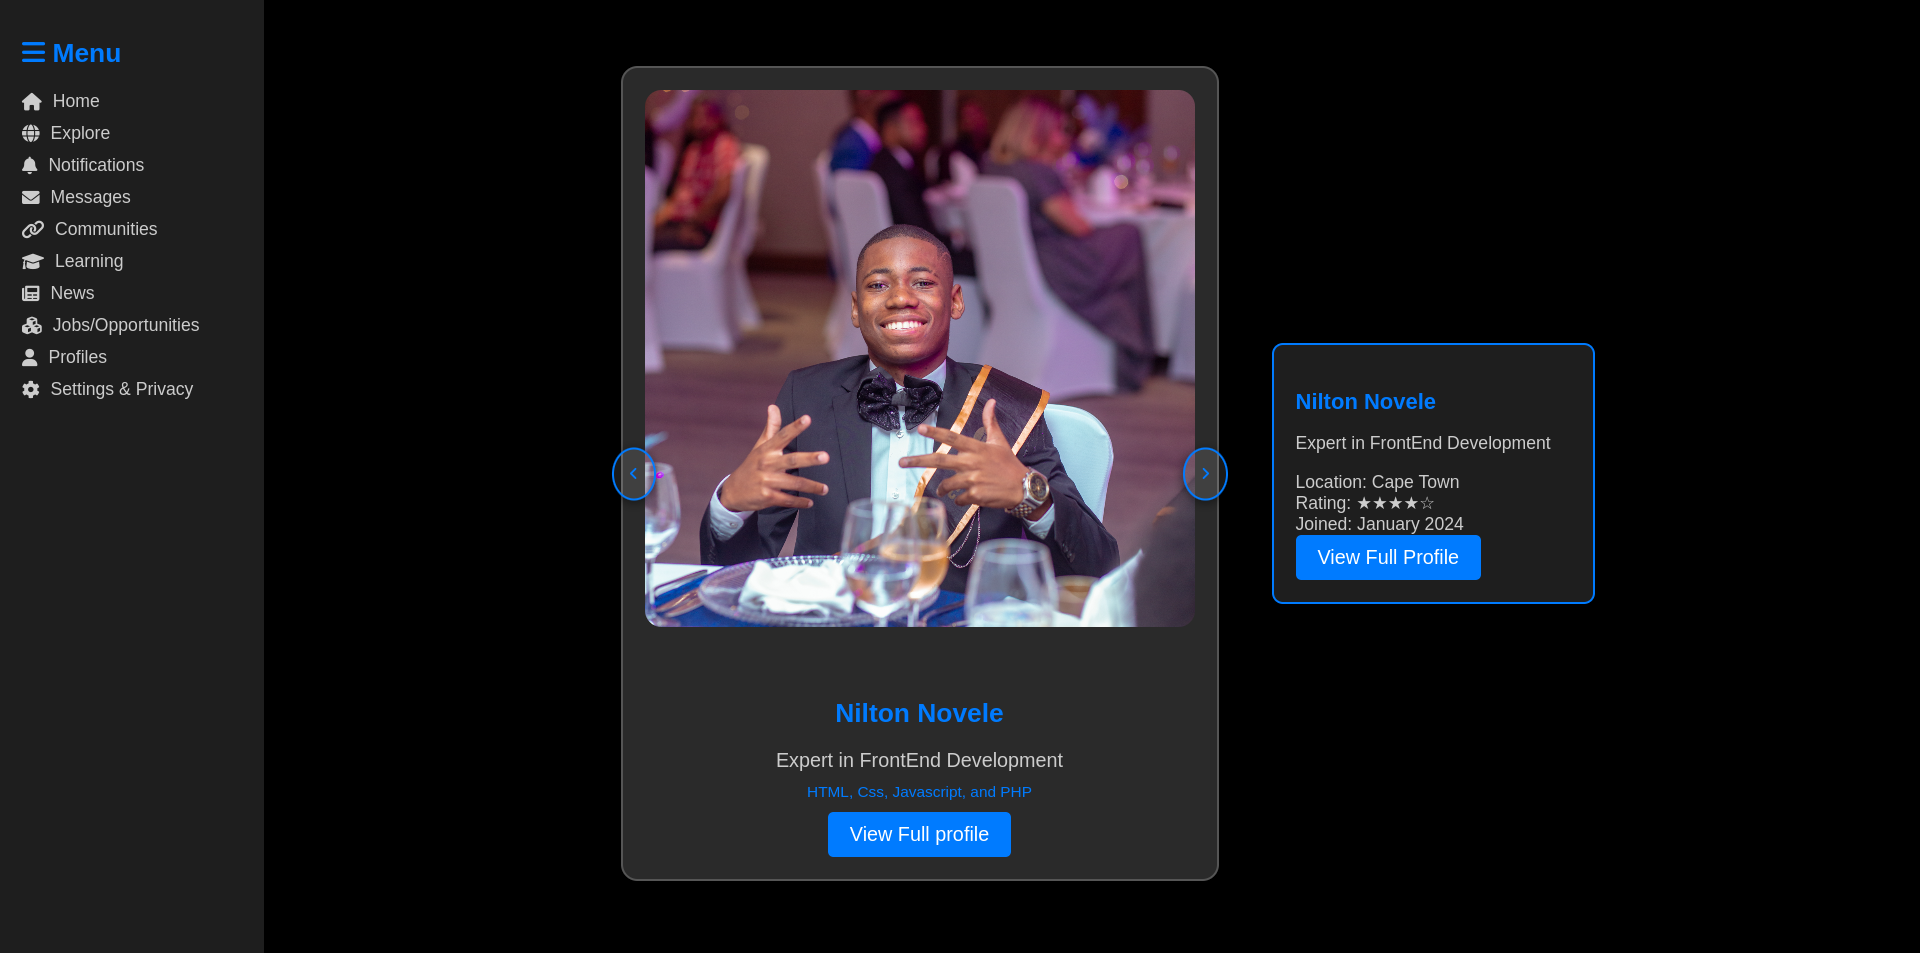 Menu
Home
Explore
Notifications
Messages
Communities
Learning
News
Jobs/Opportunities
Profiles
Settings & Privacy
Nilton Novele
Expert in FrontEnd Development
HTML, Css, Javascript, and PHP
View Full profile
Nilton Novele
Expert in FrontEnd Development
Location: Cape Town
Rating: ★★★★☆
Joined: January 2024
View Full Profile